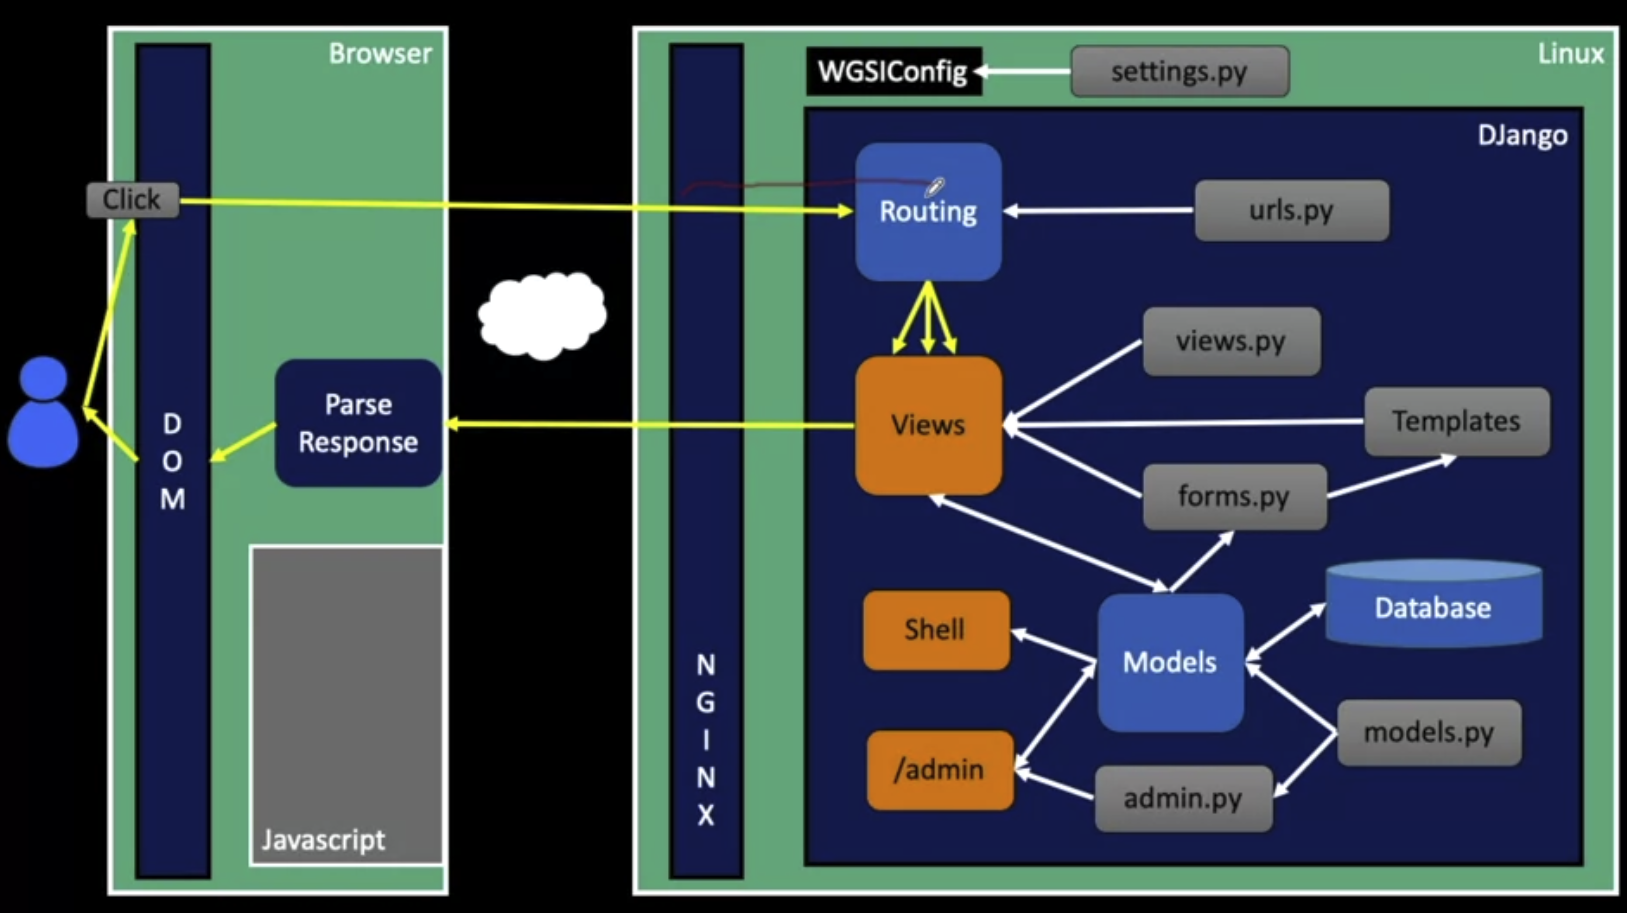 Browser
Linux
WGSIConfig
settings.py
DJango
Click
Routing
urls.py
views.py
Parse
Response
Views
Templates
forms.py
D
O
M
Shell
Models
Database
N
G
I
N
X
/admin
admin.py
models.py
Javascript